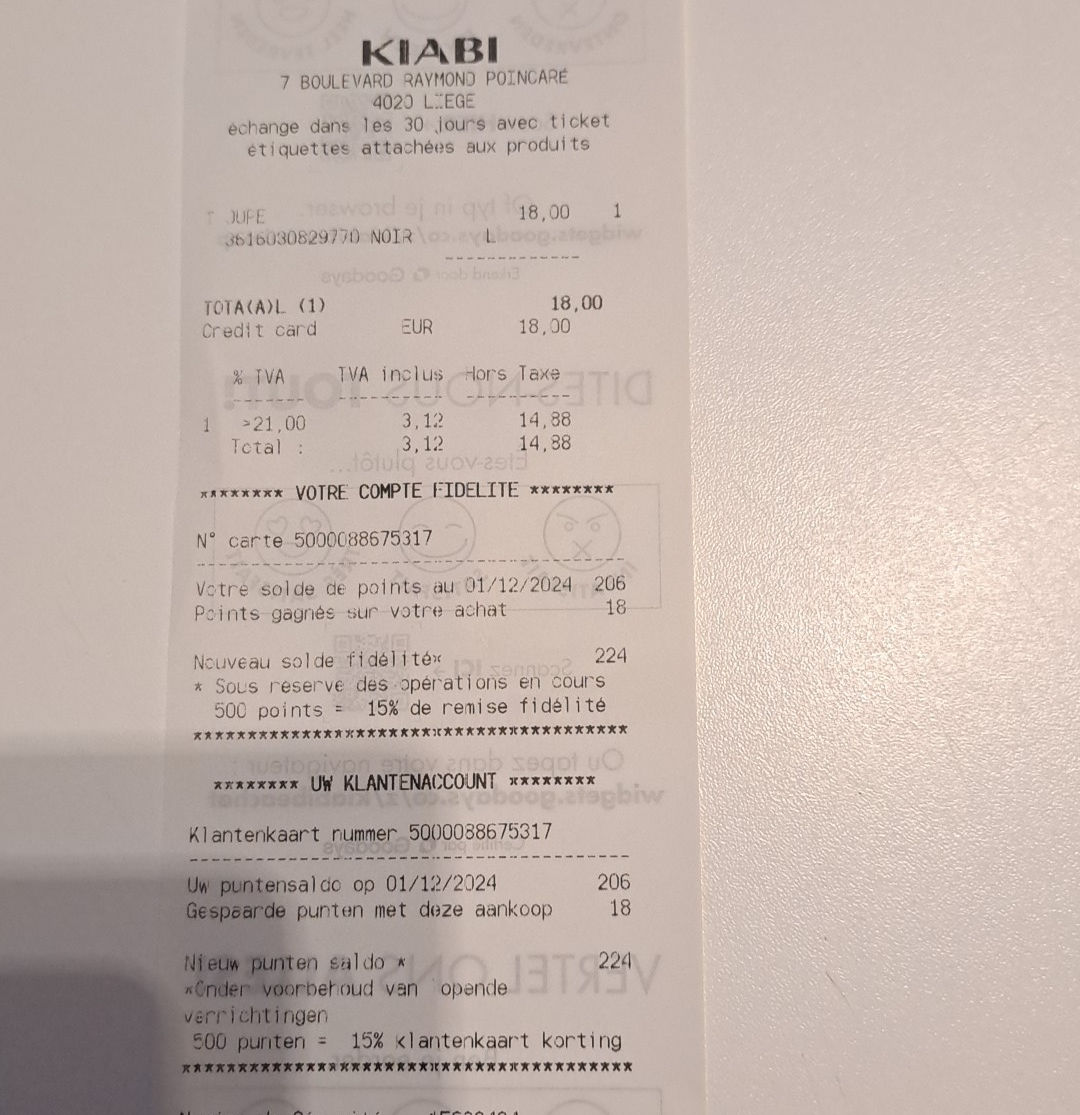 KIABI
7 BOULEVARD RAYMOND POINCARÉ
4020 LIEGE
échange dans les 30 jours avec ticket
étiquettes attachées aux produits
18,00 1
3616030829770 NOIR L
TOTA(A)L (1) 18,00
Credit card EUR 18,00
% TVA TVA inclus Hors Taxe
1 >21,00 3,12 14,88
Total : 3,12 14,88
******** VOTRE COMPTE FIDELITE ********
N° carte 5000088675317
Votre solde de points au 01/12/2024 206
Points gagnés sur votre achat 18
Nouveau solde fidélité* 224
* Sous réserve des opérations en cours
500 points = 15% de remise fidélité
****************************************
******** UW KLANTENACCOUNT ********
Klantenkaart nummer 5000088675317
Uw puntensaldo op 01/12/2024 206
Gespaarde punten met deze aankoop 18
Nieuw punten saldo * 224
*Onder voorbehoud van opende
verrichtingen
500 punten = 15% klantenkaart korting
****************************************